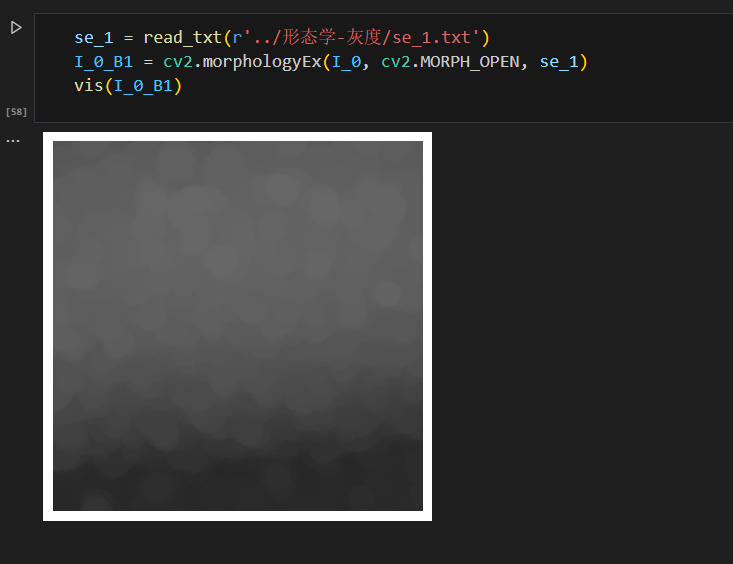 se_1 = read_txt(r'../形态学-灰度/se_1.txt')
I_0_B1 = cv2.morphologyEx(I_0, cv2.MORPH_OPEN, se_1)
vis(I_0_B1)
[58]
...